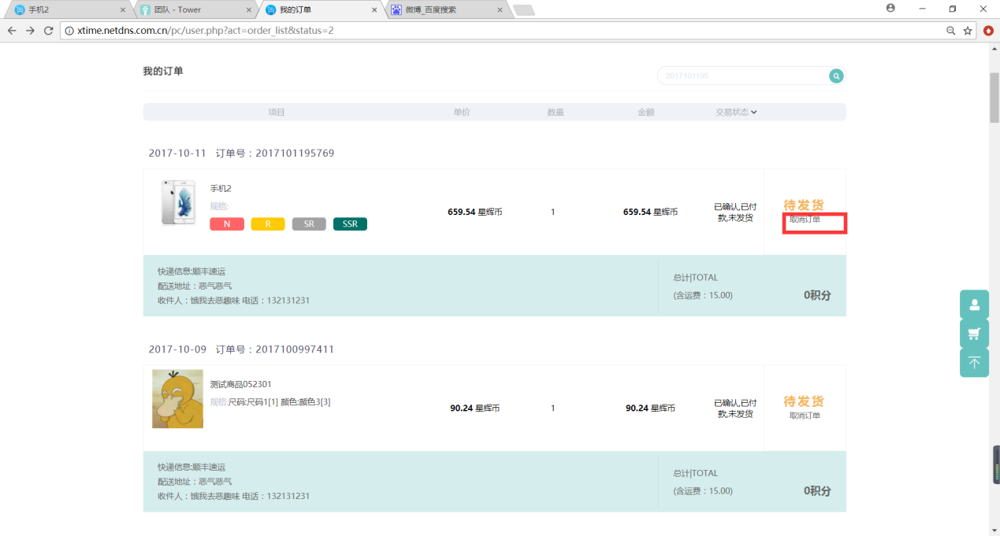 手机2
团队 - Tower
我的订单
微博_百度搜索
xtime.netdns.com.cn/pc/user.php?act=order_list&status=2
我的订单
2017101195
项目 单价 数量 金额 交易状态
2017-10-11 订单号：2017101195769
手机2
规格:
N R SR SSR
659.54 星辉币
1
659.54 星辉币
已确认,已付
款,未发货
待发货
取消订单
快递信息:顺丰速运
配送地址：恶气恶气
收件人：饿我去恶趣味 电话：132131231
总计|TOTAL
(含运费：15.00)
0积分
2017-10-09 订单号：2017100997411
测试商品052301
规格:尺码:尺码1[1] 颜色:颜色3[3]
90.24 星辉币
1
90.24 星辉币
已确认,已付
款,未发货
待发货
取消订单
快递信息:顺丰速运
配送地址：恶气恶气
收件人：饿我去恶趣味 电话：132131231
总计|TOTAL
(含运费：15.00)
0积分